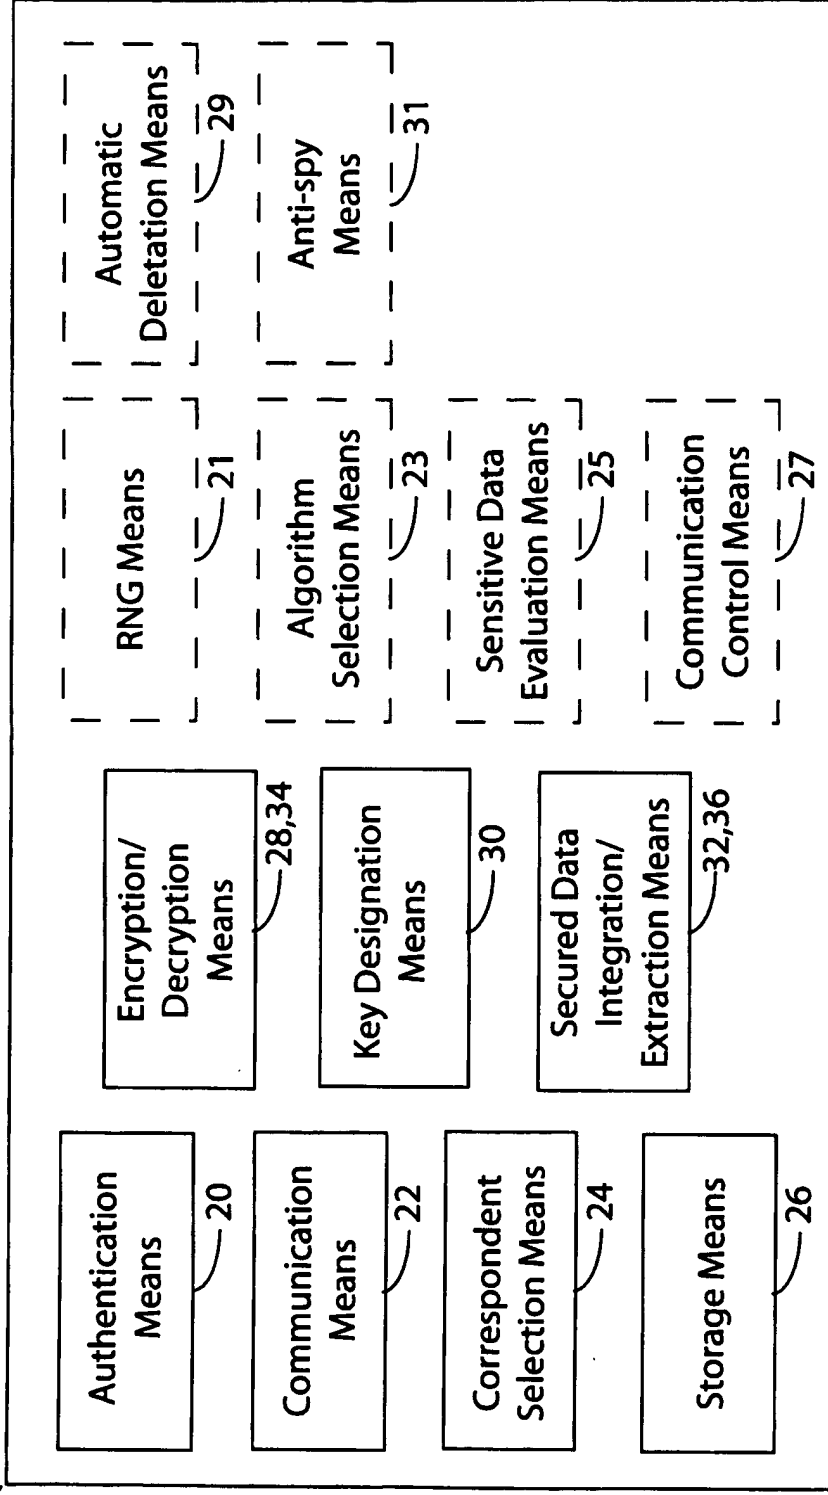 Authentication
Means
20
Communication
Means
22
Correspondent
Selection Means
24
Storage Means
26
Encryption/
Decryption
Means
28,34
Key Designation
Means
30
Secured Data
Integration/
Extraction Means
32,36
RNG Means
21
Algorithm
Selection Means
23
Sensitive Data
Evaluation Means
25
Communication
Control Means
27
Automatic
Deletation Means
29
Anti-spy
Means
31